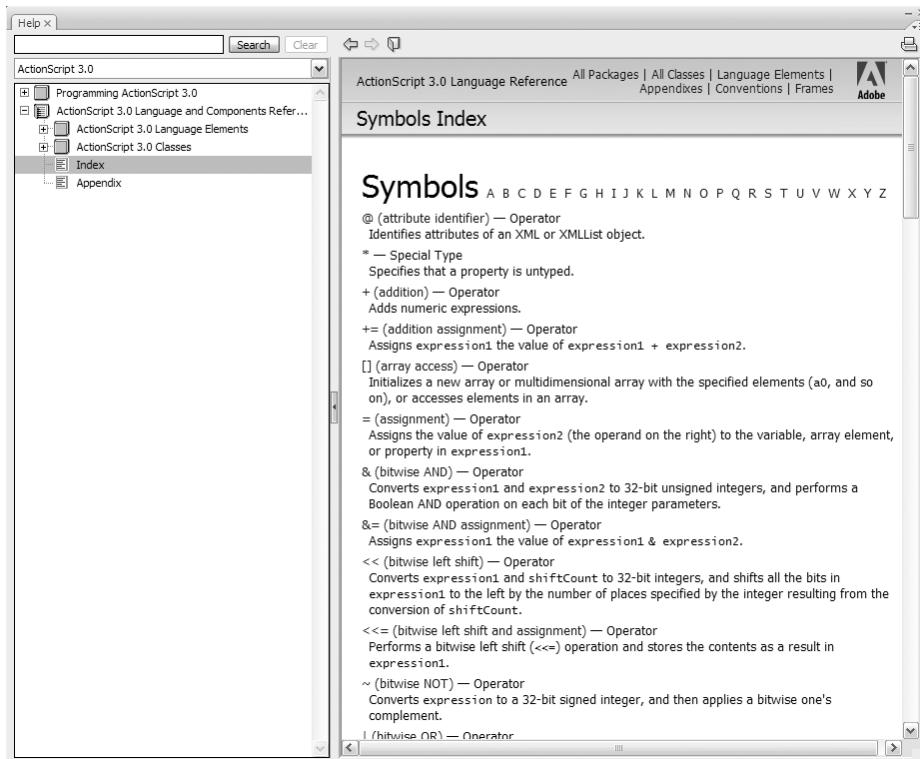 Help ×
Search Clear
ActionScript 3.0
Programming ActionScript 3.0
ActionScript 3.0 Language and Components Refer...
ActionScript 3.0 Language Elements
ActionScript 3.0 Classes
Index
Appendix
ActionScript 3.0 Language Reference
All Packages | All Classes | Language Elements |
Appendixes | Conventions | Frames
Adobe
Symbols Index
Symbols A B C D E F G H I J K L M N O P Q R S T U V W X Y Z
@ (attribute identifier) — Operator
Identifies attributes of an XML or XMLList object.
* — Special Type
Specifies that a property is untyped.
+ (addition) — Operator
Adds numeric expressions.
+= (addition assignment) — Operator
Assigns expression1 the value of expression1 + expression2.
[] (array access) — Operator
Initializes a new array or multidimensional array with the specified elements (a0, and so
on), or accesses elements in an array.
= (assignment) — Operator
Assigns the value of expression2 (the operand on the right) to the variable, array element,
or property in expression1.
& (bitwise AND) — Operator
Converts expression1 and expression2 to 32-bit unsigned integers, and performs a
Boolean AND operation on each bit of the integer parameters.
&= (bitwise AND assignment) — Operator
Assigns expression1 the value of expression1 & expression2.
<< (bitwise left shift) — Operator
Converts expression1 and shiftCount to 32-bit integers, and shifts all the bits in
expression1 to the left by the number of places specified by the integer resulting from the
conversion of shiftCount.
<<= (bitwise left shift and assignment) — Operator
Performs a bitwise left shift (<<=) operation and stores the contents as a result in
expression1.
~ (bitwise NOT) — Operator
Converts expression to a 32-bit signed integer, and then applies a bitwise one's
complement.
| (bitwise OR) — Operator